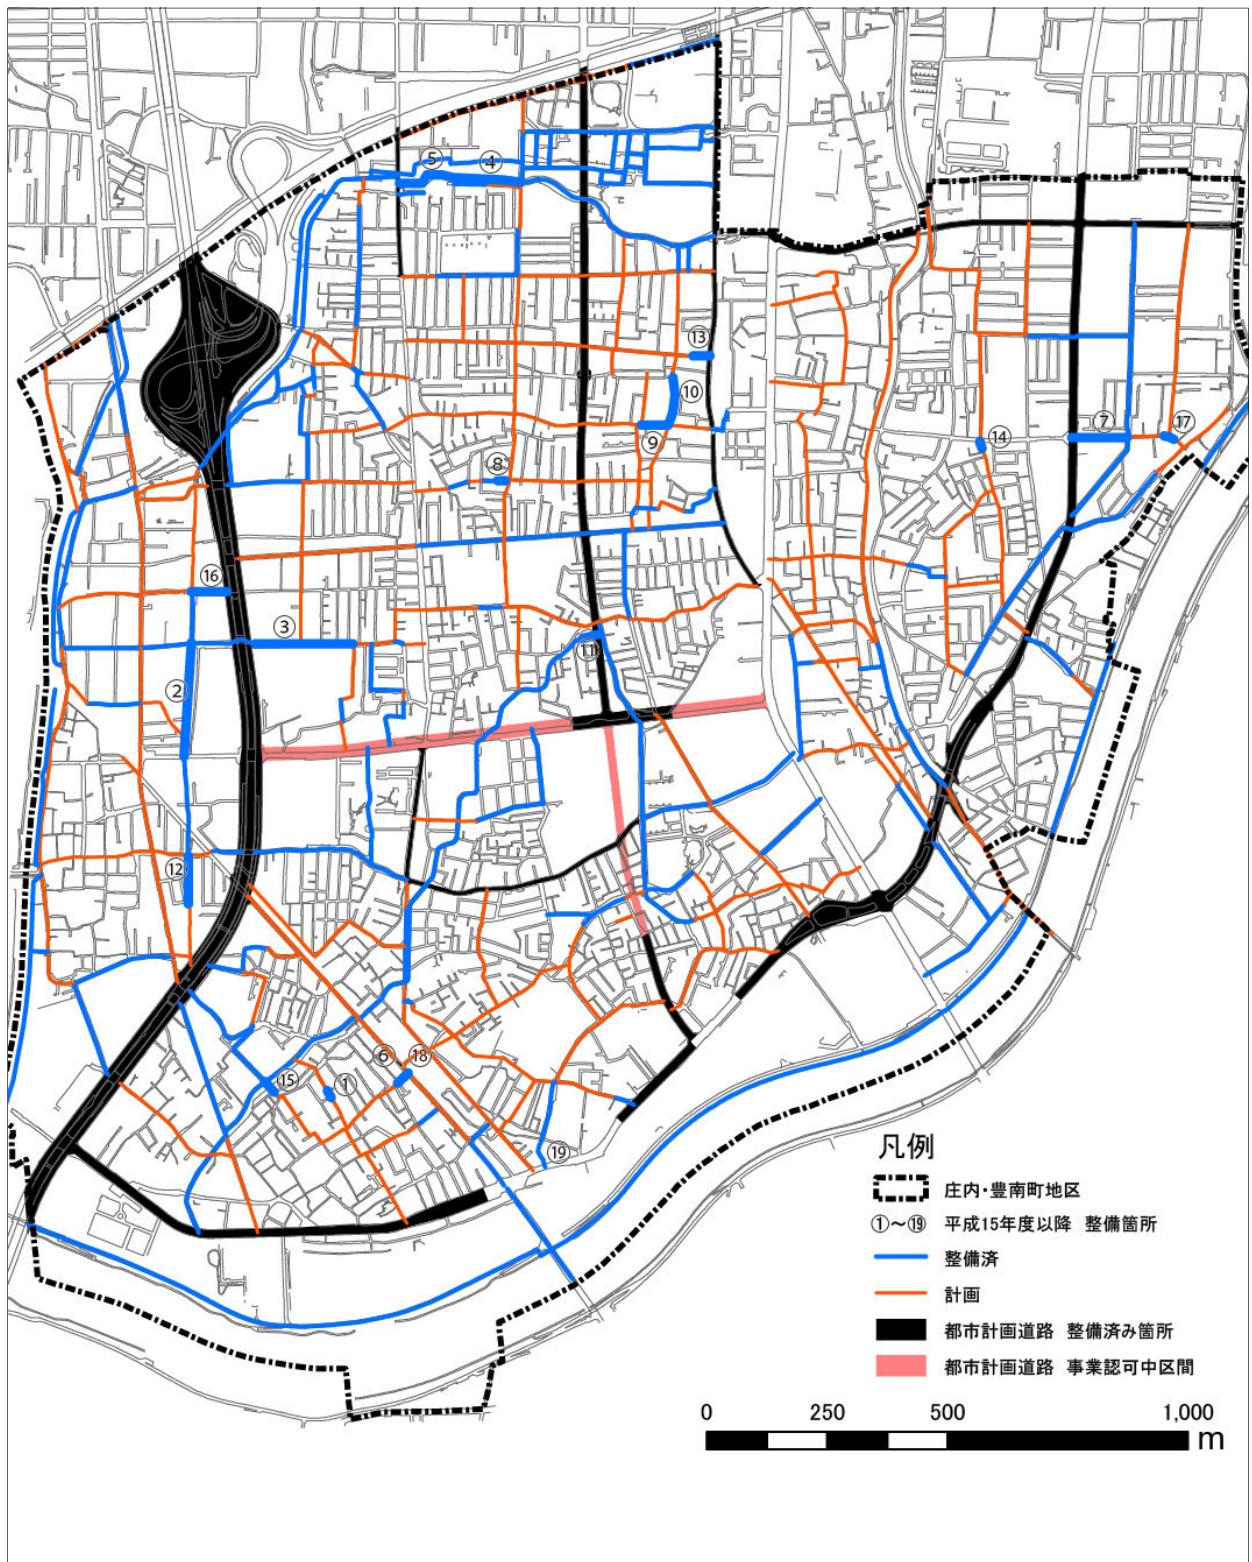 ⑤
④
⑬
⑩
⑨
⑧
⑦
⑰
⑭
⑯
③
⑪
②
⑫
⑥
⑱
⑮
①
⑲
凡例
庄内・豊南町地区
①～⑲ 平成15年度以降 整備箇所
整備済
計画
都市計画道路 整備済み箇所
都市計画道路 事業認可中区間
0 250 500 1,000
m